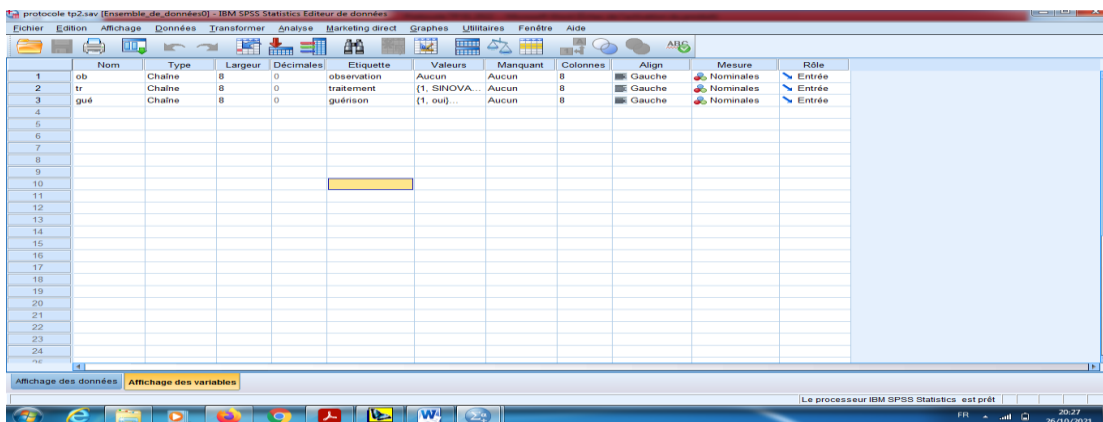 protocole tp2.sav [Ensemble_de_données0] - IBM SPSS Statistics Editeur de données
Eichier Edition Affichage Données Transformer Analyse Marketing direct Graphes Utilitaires Fenêtre Aide
Nom Type Largeur Décimales Etiquette Valeurs Manquant Colonnes Align Mesure Rôle
1 ob Chaîne 8 0 observation Aucun Aucun 8 Gauche Nominales Entrée
2 tr Chaîne 8 0 traitement {1, SINOVA... Aucun 8 Gauche Nominales Entrée
3 gué Chaîne 8 0 guérison {1, oui}... Aucun 8 Gauche Nominales Entrée
4
5
6
7
8
9
10
11
12
13
14
15
16
17
18
19
20
21
22
23
24
Affichage des données Affichage des variables
Le processeur IBM SPSS Statistics est prêt
FR 20:27
26/10/2021